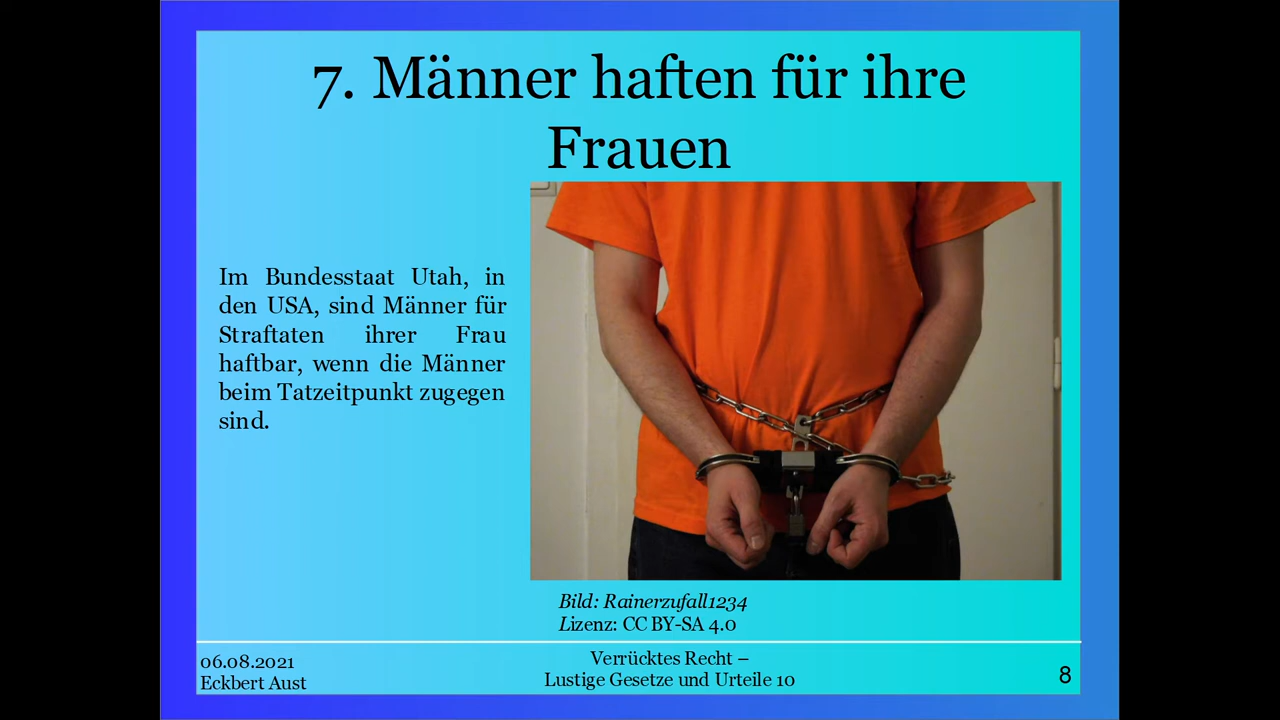 7. Männer haften für ihre
Frauen
Im Bundesstaat Utah, in
den USA, sind Männer für
Straftaten ihrer Frau
haftbar, wenn die Männer
beim Tatzeitpunkt zugegen
sind.
Bild: Rainerzufall1234
Lizenz: CC BY-SA 4.0
06.08.2021
Eckbert Aust
Verrücktes Recht –
Lustige Gesetze und Urteile 10
8